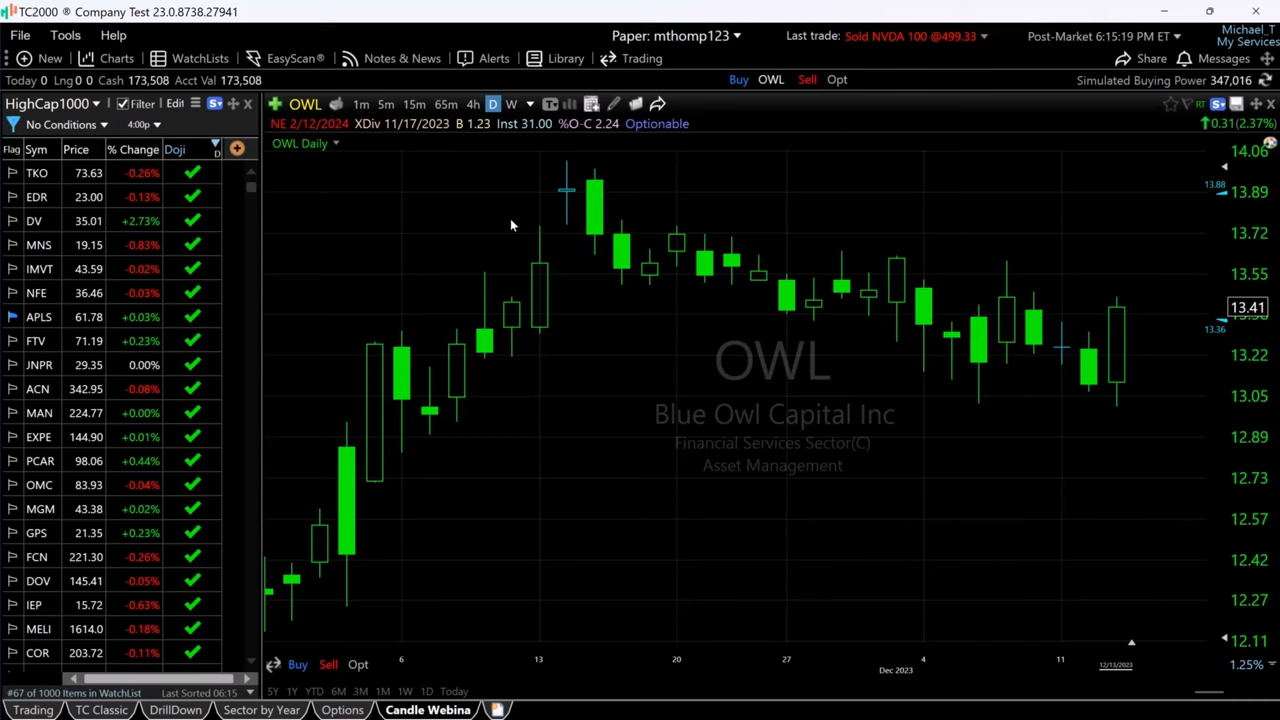 TC2000 ® Company Test 23.0.8738.27941
File Tools Help Paper: mthomp123 Last trade: Sold NVDA 100 @499.33 Post-Market 6:15:19 PM ET Michael_T
My Services
New Charts WatchLists EasyScan® Notes & News Alerts Library Trading Share Messages
Today 0 Lng 0:0 Cash 173,508 Acct Val 173,508 Buy OWL Sell Opt Simulated Buying Power 347,016
HighCap1000 Filter Edit S OWL 1m 5m 15m 65m 4h D W RT S
No Conditions 4:00p NE 2/12/2024 XDiv 11/17/2023 B 1.23 Inst 31.00 %O-C 2.24 Optionable 0.31(2.37%)
Flag Sym Price % Change Doji D OWL Daily
TKO 73.63 -0.26%
EDR 23.00 -0.13%
DV 35.01 +2.73%
MNS 19.15 -0.83%
IMVT 43.59 -0.02%
NFE 36.46 -0.03%
APLS 61.78 +0.03%
FTV 71.19 +0.23%
JNPR 29.35 0.00%
ACN 342.95 -0.08%
MAN 224.77 +0.00%
EXPE 144.90 +0.01%
PCAR 98.06 +0.44%
OMC 83.93 -0.04%
MGM 43.38 +0.02%
GPS 21.35 +0.23%
FCN 221.30 -0.26%
DOV 145.41 -0.05%
IEP 15.72 -0.63%
MELI 1614.0 -0.18%
COR 203.72 -0.11%
OWL
Blue Owl Capital Inc
Financial Services Sector(C)
Asset Management
14.06
13.88
13.89
13.72
13.55
13.41
13.36
13.22
13.05
12.89
12.73
12.57
12.42
12.27
12.11
1.25%
6 13 20 27 4 11 12/13/2023
Dec 2023
Buy Sell Opt
#67 of 1000 Items in WatchList Last Sorted 06:15 5Y 1Y YTD 6M 3M 1M 1W 1D Today
Trading TC Classic DrillDown Sector by Year Options Candle Webina